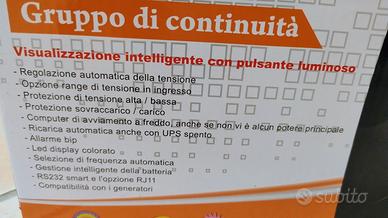 Gruppo di continuità
Visualizzazione intelligente con pulsante luminoso
- Regolazione automatica della tensione
- Opzione range di tensione in ingresso
- Protezione di tensione alta / bassa
- Protezione sovraccarico / carico
- Computer di avviamento a freddo, anche se non vi è alcun potere principale
- Ricarica automatica anche con UPS spento.
- Allarme bip
- Led display colorato
- Selezione di frequenza automatica
- Gestione intelligente della batteria
- RS232 smart e l'opzione RJ11
- Compatibilità con i generatori
subito